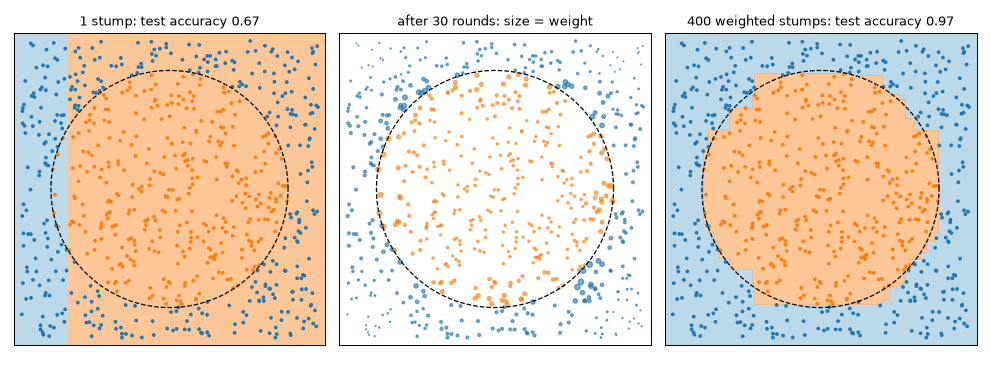 1 stump: test accuracy 0.67
after 30 rounds: size = weight
400 weighted stumps: test accuracy 0.97